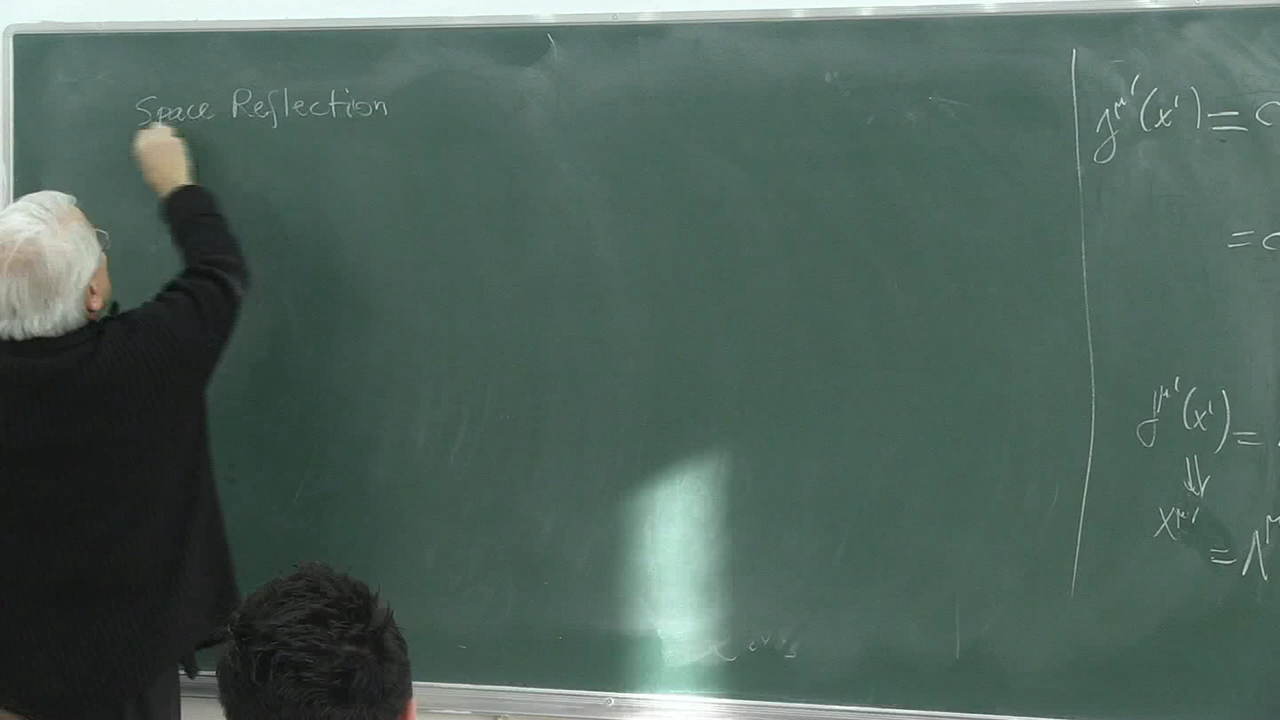 Space Reflection
j^μ'(x') = c
= c
j^μ'(x') =
⇓
x^μ'
= Λ^μ